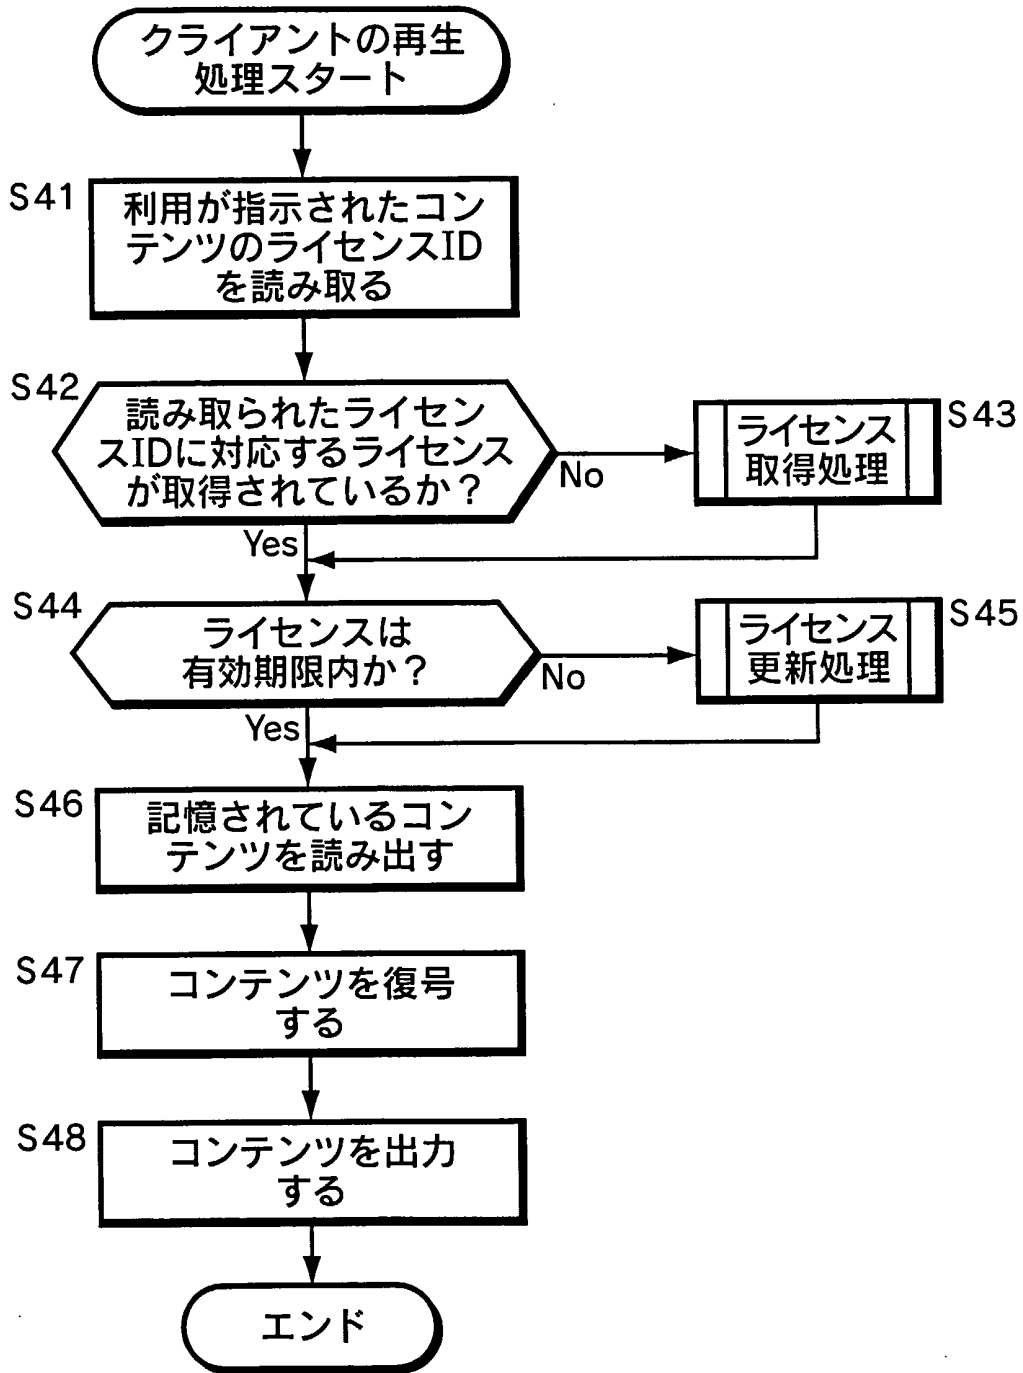 クライアントの再生
処理スタート
S41
利用が指示されたコン
テンツのライセンスID
を読み取る
S42
読み取られたライセン
スIDに対応するライセンス
が取得されているか？
No
S43
ライセンス
取得処理
Yes
S44
ライセンスは
有効期限内か？
No
S45
ライセンス
更新処理
Yes
S46
記憶されているコン
テンツを読み出す
S47
コンテンツを復号
する
S48
コンテンツを出力
する
エンド